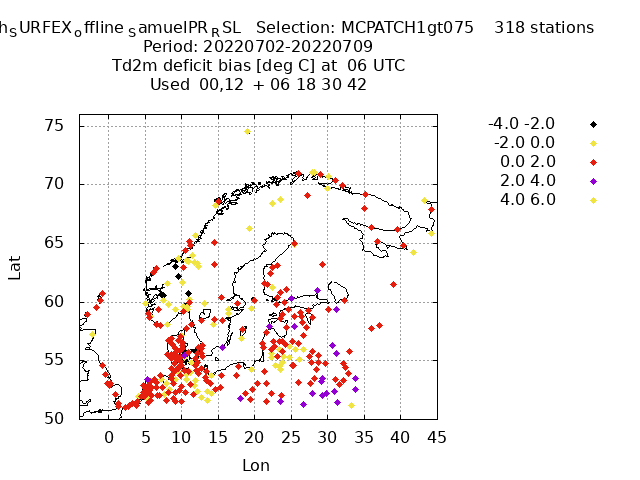 hSURFEXoffline SamuelPRRSL Selection: MCPATCH1gt075 318 stations
Period: 20220702-20220709
Td2m deficit bias [deg C] at 06 UTC
Used 00,12 + 06 18 30 42
75
70
65
60
55
50
0 5 10 15 20 25 30 35 40 45
Lat
Lon
-4.0 -2.0
-2.0 0.0
0.0 2.0
2.0 4.0
4.0 6.0